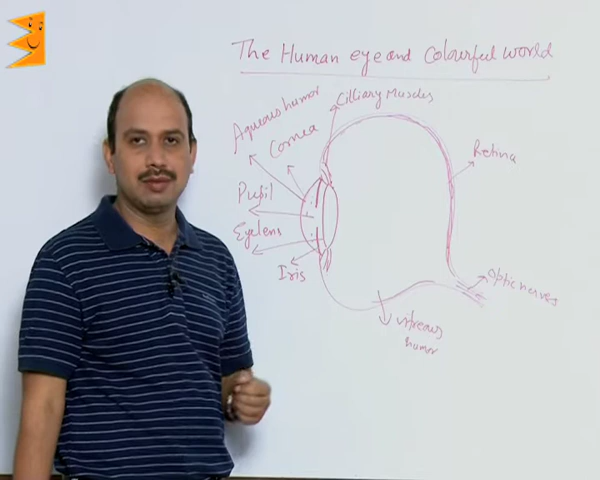 The Human eye and Colourful world
Cilliary Muscles
Aqueous humor
Cornea
Retina
Pupil
Eyelens
Iris
Optic nerves
vitreous
humor